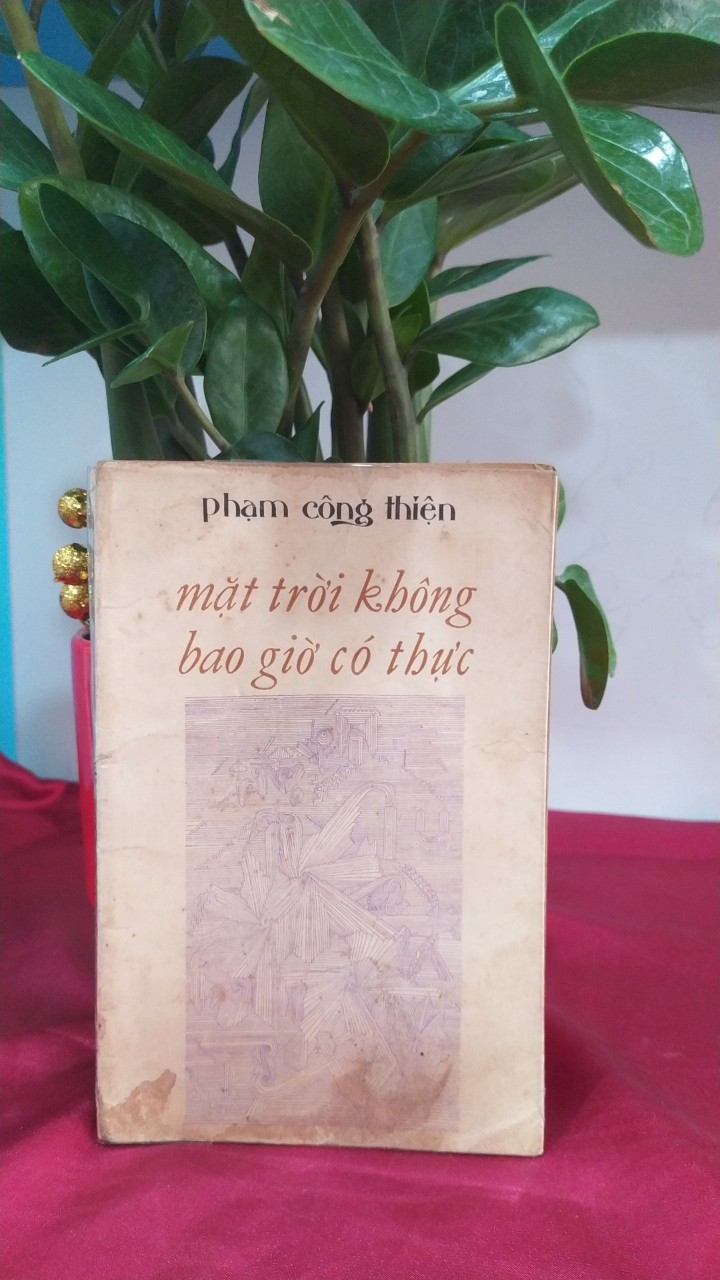 phạm công thiện
mặt trời không
bao giờ có thực